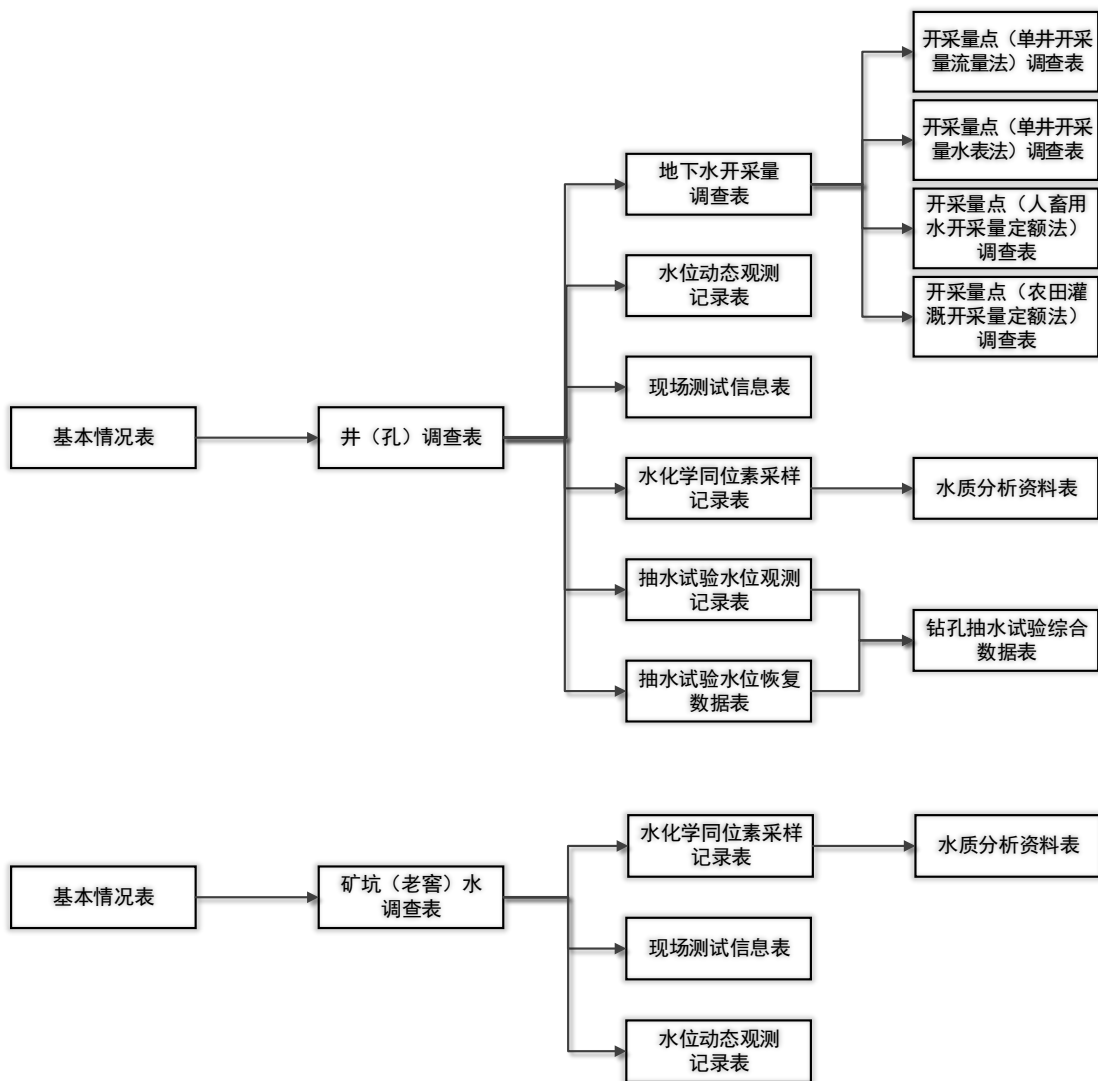 开采量点（单井开采
量流量法）调查表
开采量点（单井开采
量水表法）调查表
地下水开采量
调查表
开采量点（人畜用
水开采量定额法）
调查表
水位动态观测
记录表
开采量点（农田灌
溉开采量定额法）
调查表
现场测试信息表
基本情况表
井（孔）调查表
水化学同位素采样
记录表
水质分析资料表
抽水试验水位观测
记录表
钻孔抽水试验综合
数据表
抽水试验水位恢复
数据表
水化学同位素采样
记录表
水质分析资料表
基本情况表
矿坑（老窖）水
调查表
现场测试信息表
水位动态观测
记录表